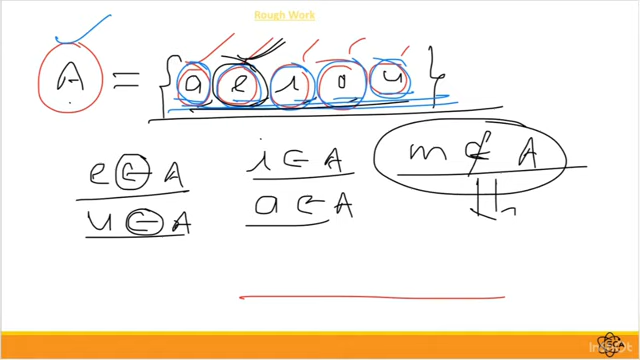 Rough Work
A = {a e i o u}
e ∈ A i ∈ A m ∉ A
u ∈ A a ∈ A